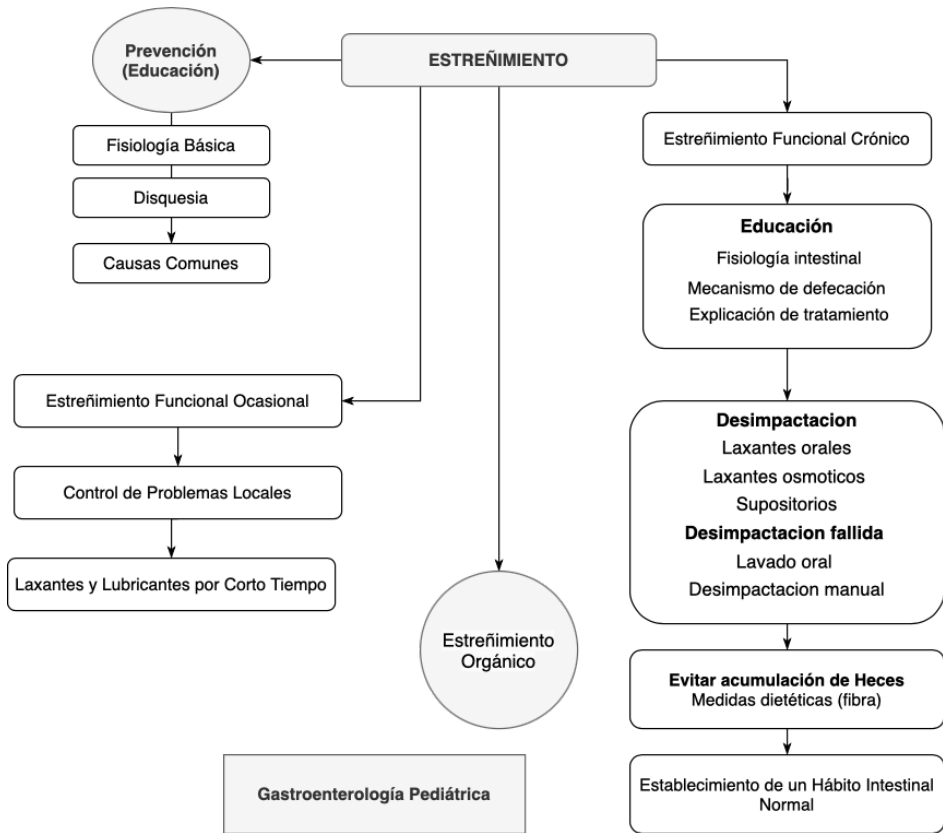 ESTREÑIMIENTO
Prevención
(Educación)
Fisiología Básica
Disquesia
Causas Comunes
Estreñimiento Funcional Ocasional
Control de Problemas Locales
Laxantes y Lubricantes por Corto Tiempo
Estreñimiento
Orgánico
Gastroenterología Pediátrica
Estreñimiento Funcional Crónico
Educación
Fisiología intestinal
Mecanismo de defecación
Explicación de tratamiento
Desimpactacion
Laxantes orales
Laxantes osmoticos
Supositorios
Desimpactacion fallida
Lavado oral
Desimpactacion manual
Evitar acumulación de Heces
Medidas dietéticas (fibra)
Establecimiento de un Hábito Intestinal
Normal